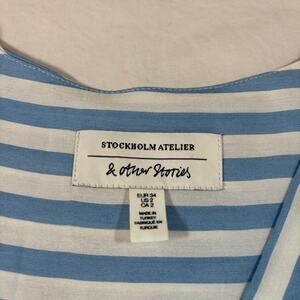 STOCKHOLM ATELIER
& other Stories
EUR 34
US 2
CA 2
MADE IN
TURKEY
FABRIQUÉ EN
TURQUIE